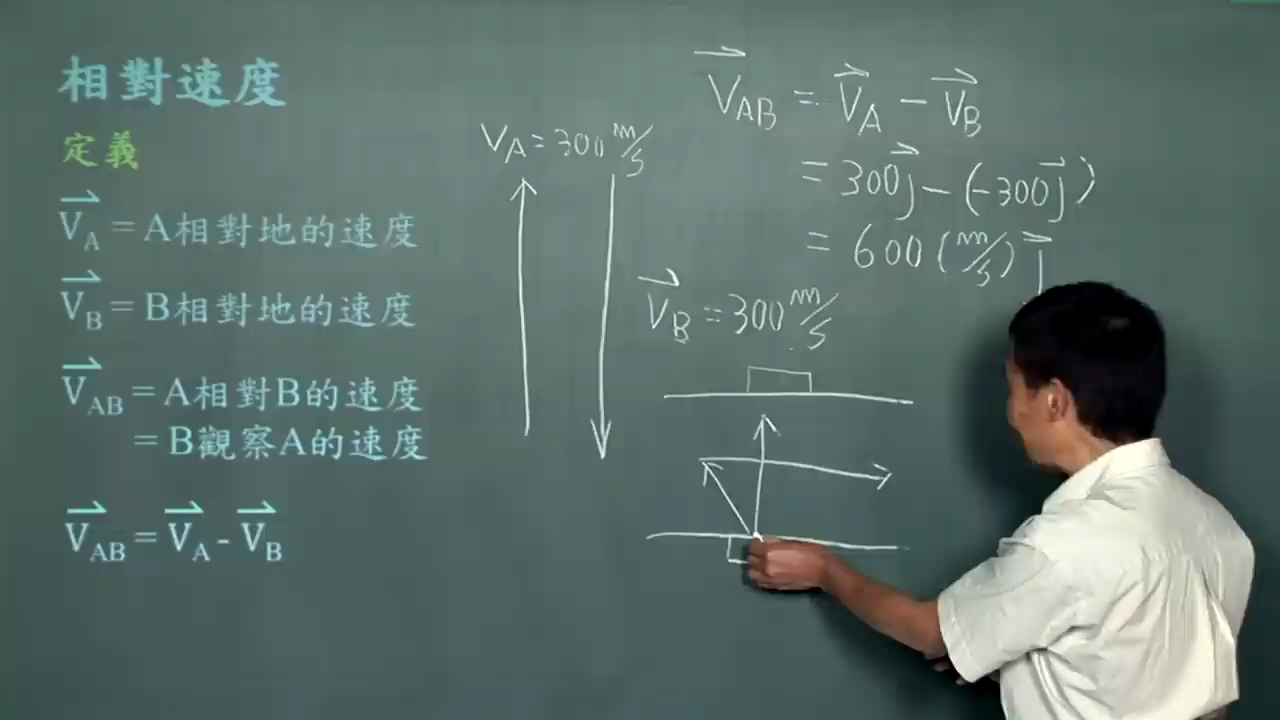 相對速度
定義
V_A = A相對地的速度
V_B = B相對地的速度
V_AB = A相對B的速度
= B觀察A的速度
V_AB = V_A - V_B
V_A = 300 m/s
V_AB = V_A - V_B
= 300j - (-300j)
= 600 (m/s) j
V_B = 300 m/s